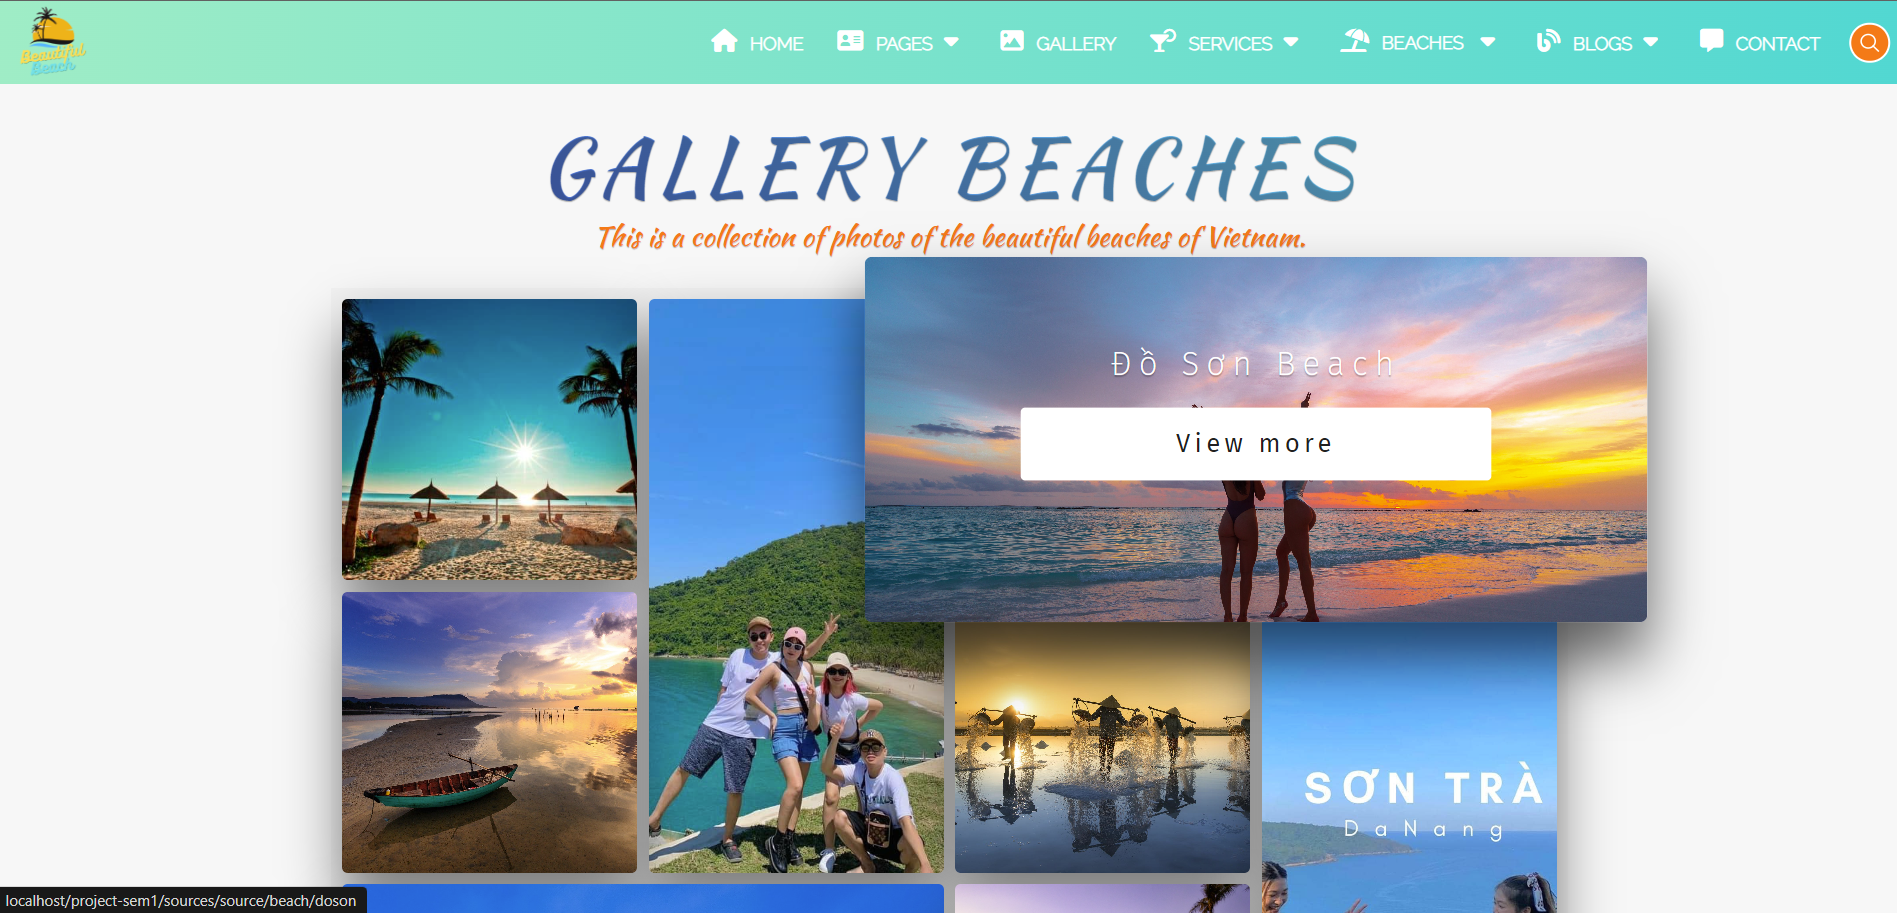 Beautiful
Beach
HOME
PAGES
GALLERY
SERVICES
BEACHES
BLOGS
CONTACT
GALLERY BEACHES
This is a collection of photos of the beautiful beaches of Vietnam.
Đồ Sơn Beach
View more
SƠN TRÀ
DaNang
localhost/project-sem1/sources/source/beach/doson